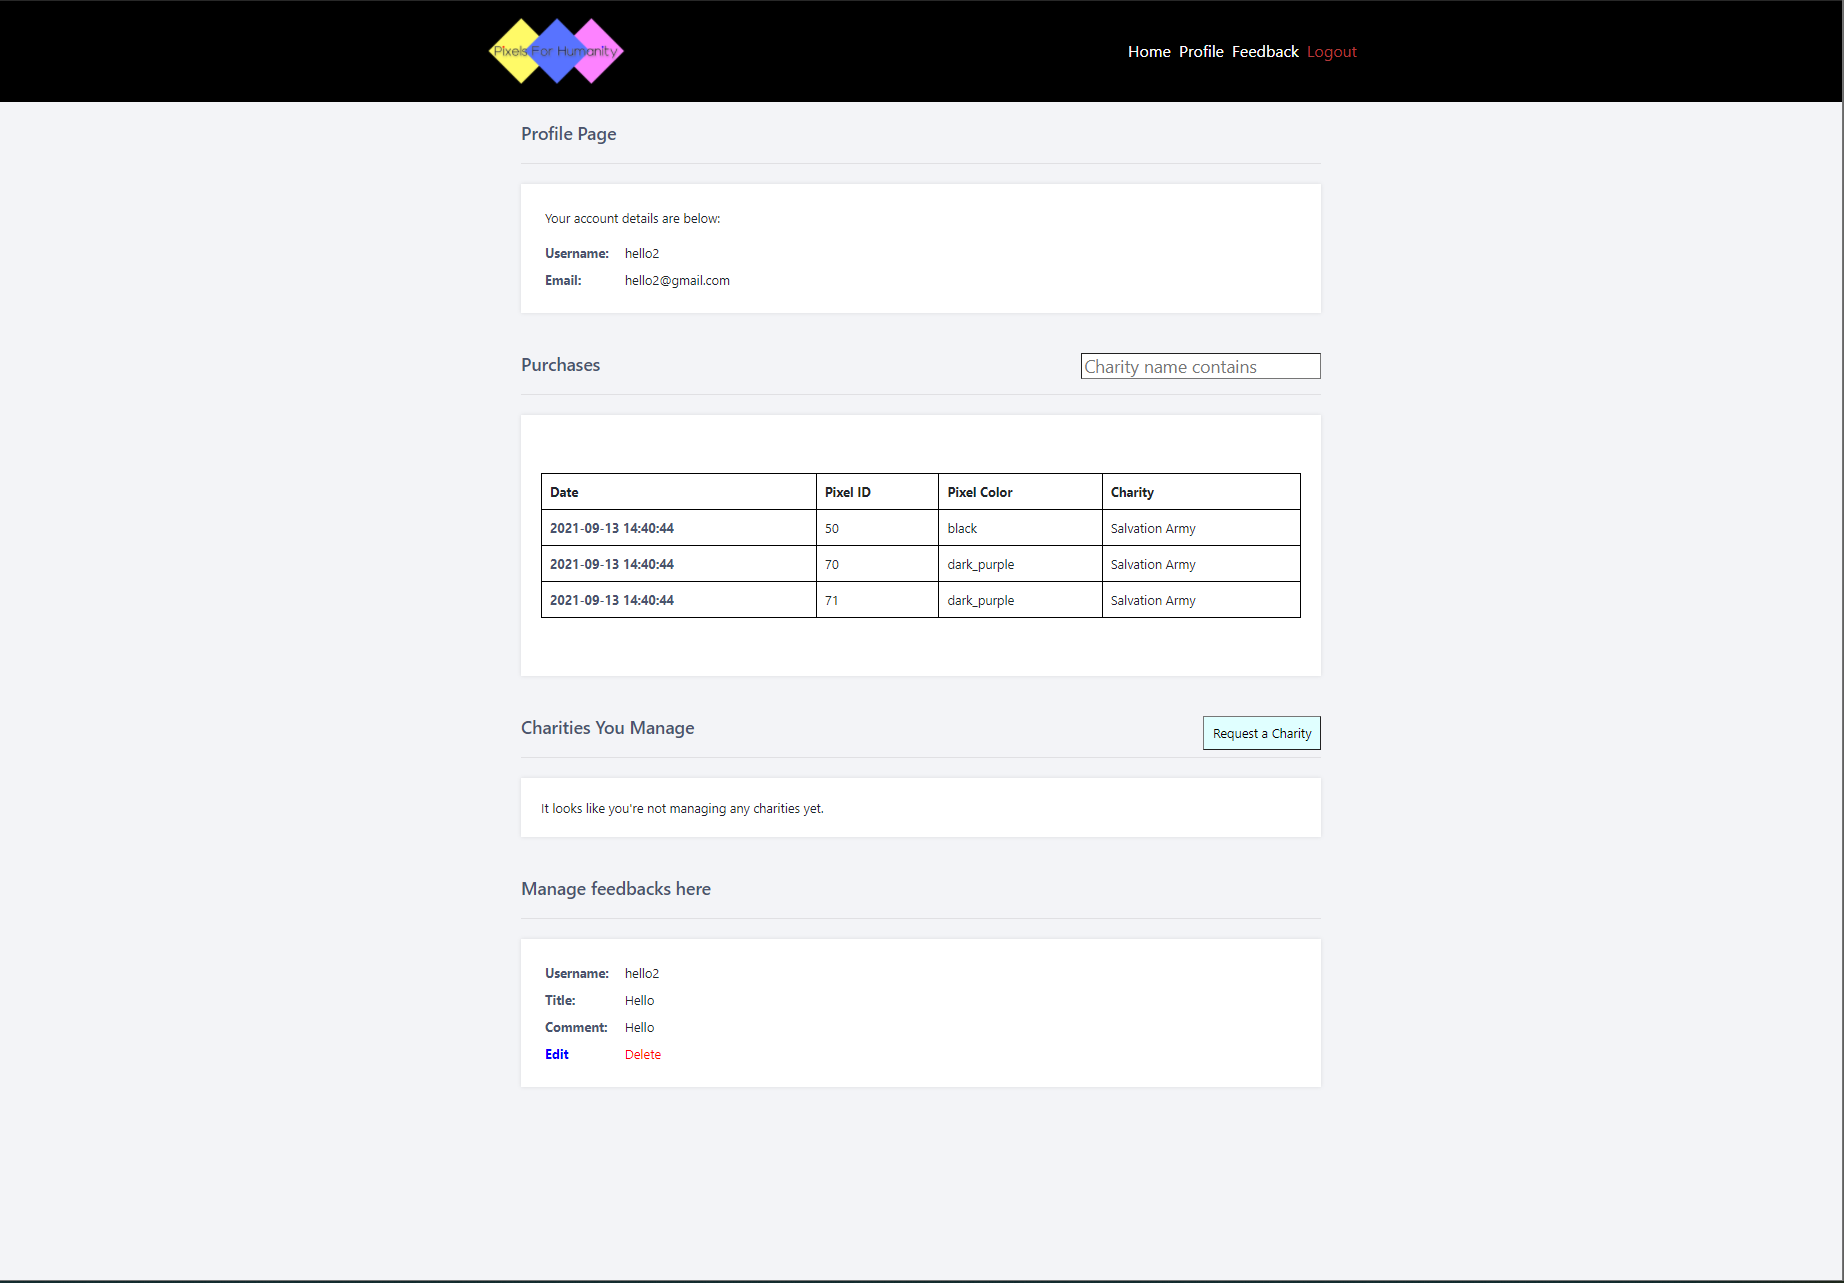 Pixels For Humanity
Home Profile Feedback Logout
Profile Page
Your account details are below:
Username: hello2
Email: hello2@gmail.com
Purchases
Charity name contains
Date Pixel ID Pixel Color Charity
2021-09-13 14:40:44 50 black Salvation Army
2021-09-13 14:40:44 70 dark_purple Salvation Army
2021-09-13 14:40:44 71 dark_purple Salvation Army
Charities You Manage
Request a Charity
It looks like you're not managing any charities yet.
Manage feedbacks here
Username: hello2
Title: Hello
Comment: Hello
Edit Delete